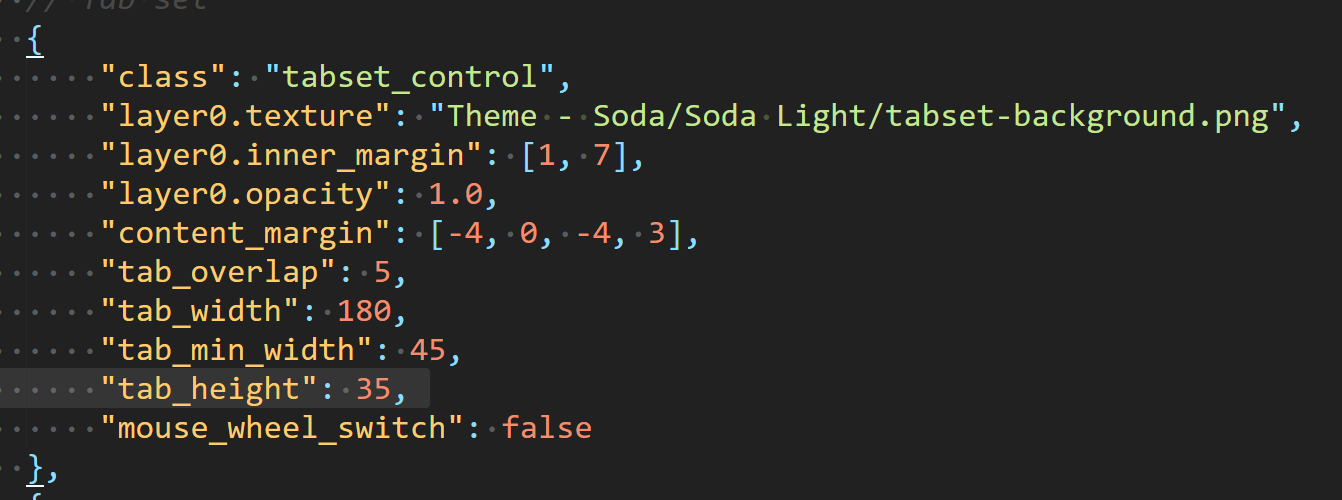 // Tab set
{
"class": "tabset_control",
"layer0.texture": "Theme - Soda/Soda Light/tabset-background.png",
"layer0.inner_margin": [1, 7],
"layer0.opacity": 1.0,
"content_margin": [-4, 0, -4, 3],
"tab_overlap": 5,
"tab_width": 180,
"tab_min_width": 45,
"tab_height": 35,
"mouse_wheel_switch": false
},
{